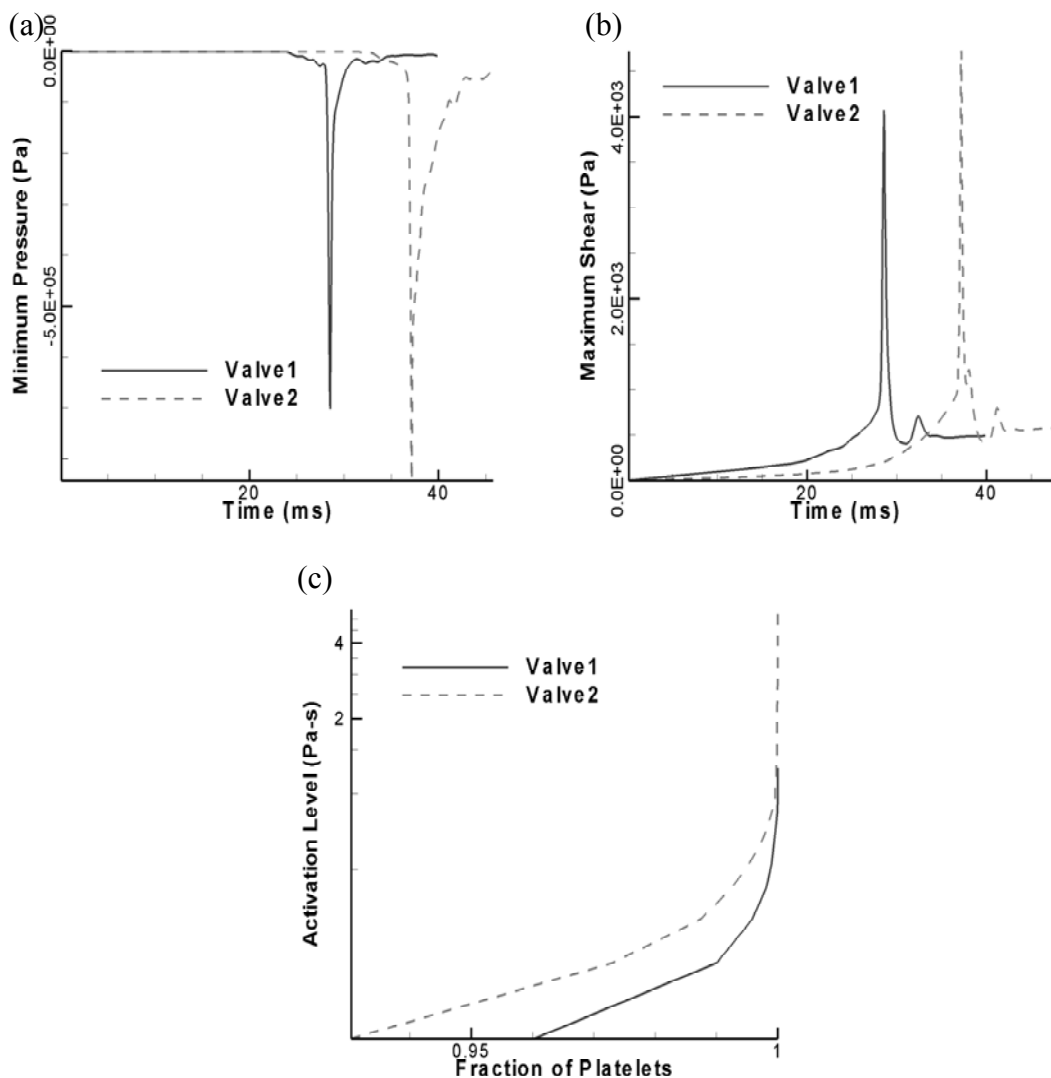 (a)
0.0E+00
-5.0E+05
Minimum Pressure (Pa)
Valve1
Valve2
20
40
Time (ms)
(b)
4.0E+03
2.0E+03
0.0E+00
Maximum Shear (Pa)
Valve1
Valve2
20
40
Time (ms)
(c)
4
2
Activation Level (Pa-s)
Valve1
Valve2
0.95
1
Fraction of Platelets